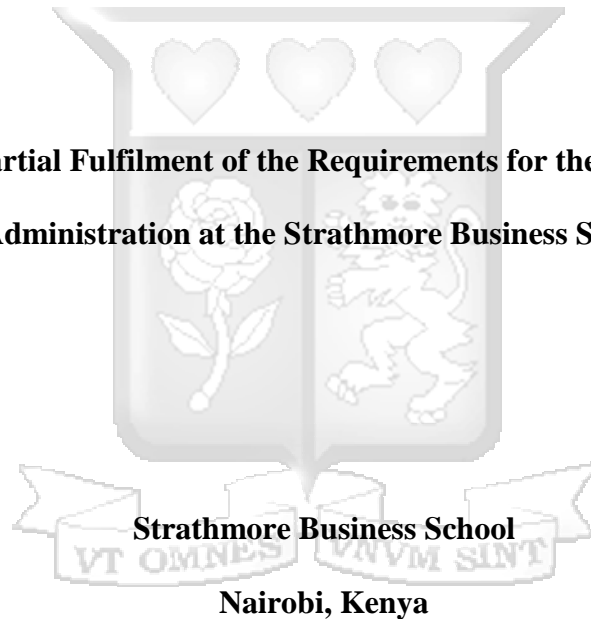 artial Fulfilment of the Requirements for the
Administration at the Strathmore Business S
Strathmore Business School
VT OMNES VNVM SINT
Nairobi, Kenya